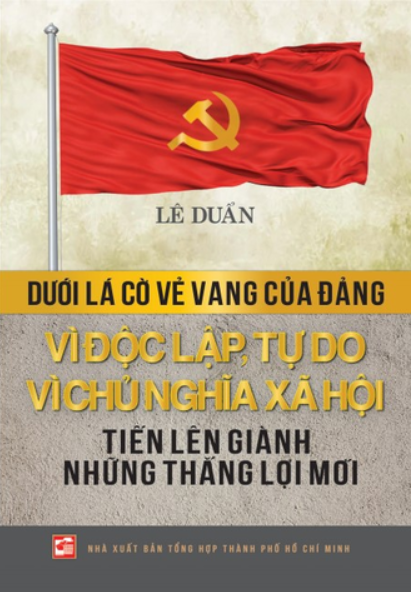 LÊ DUẨN
DƯỚI LÁ CỜ VẺ VANG CỦA ĐẢNG
VÌ ĐỘC LẬP, TỰ DO
VÌ CHỦ NGHĨA XÃ HỘI
TIẾN LÊN GIÀNH
NHỮNG THẮNG LỢI MỚI
NHÀ XUẤT BẢN TỔNG HỢP THÀNH PHỐ HỒ CHÍ MINH